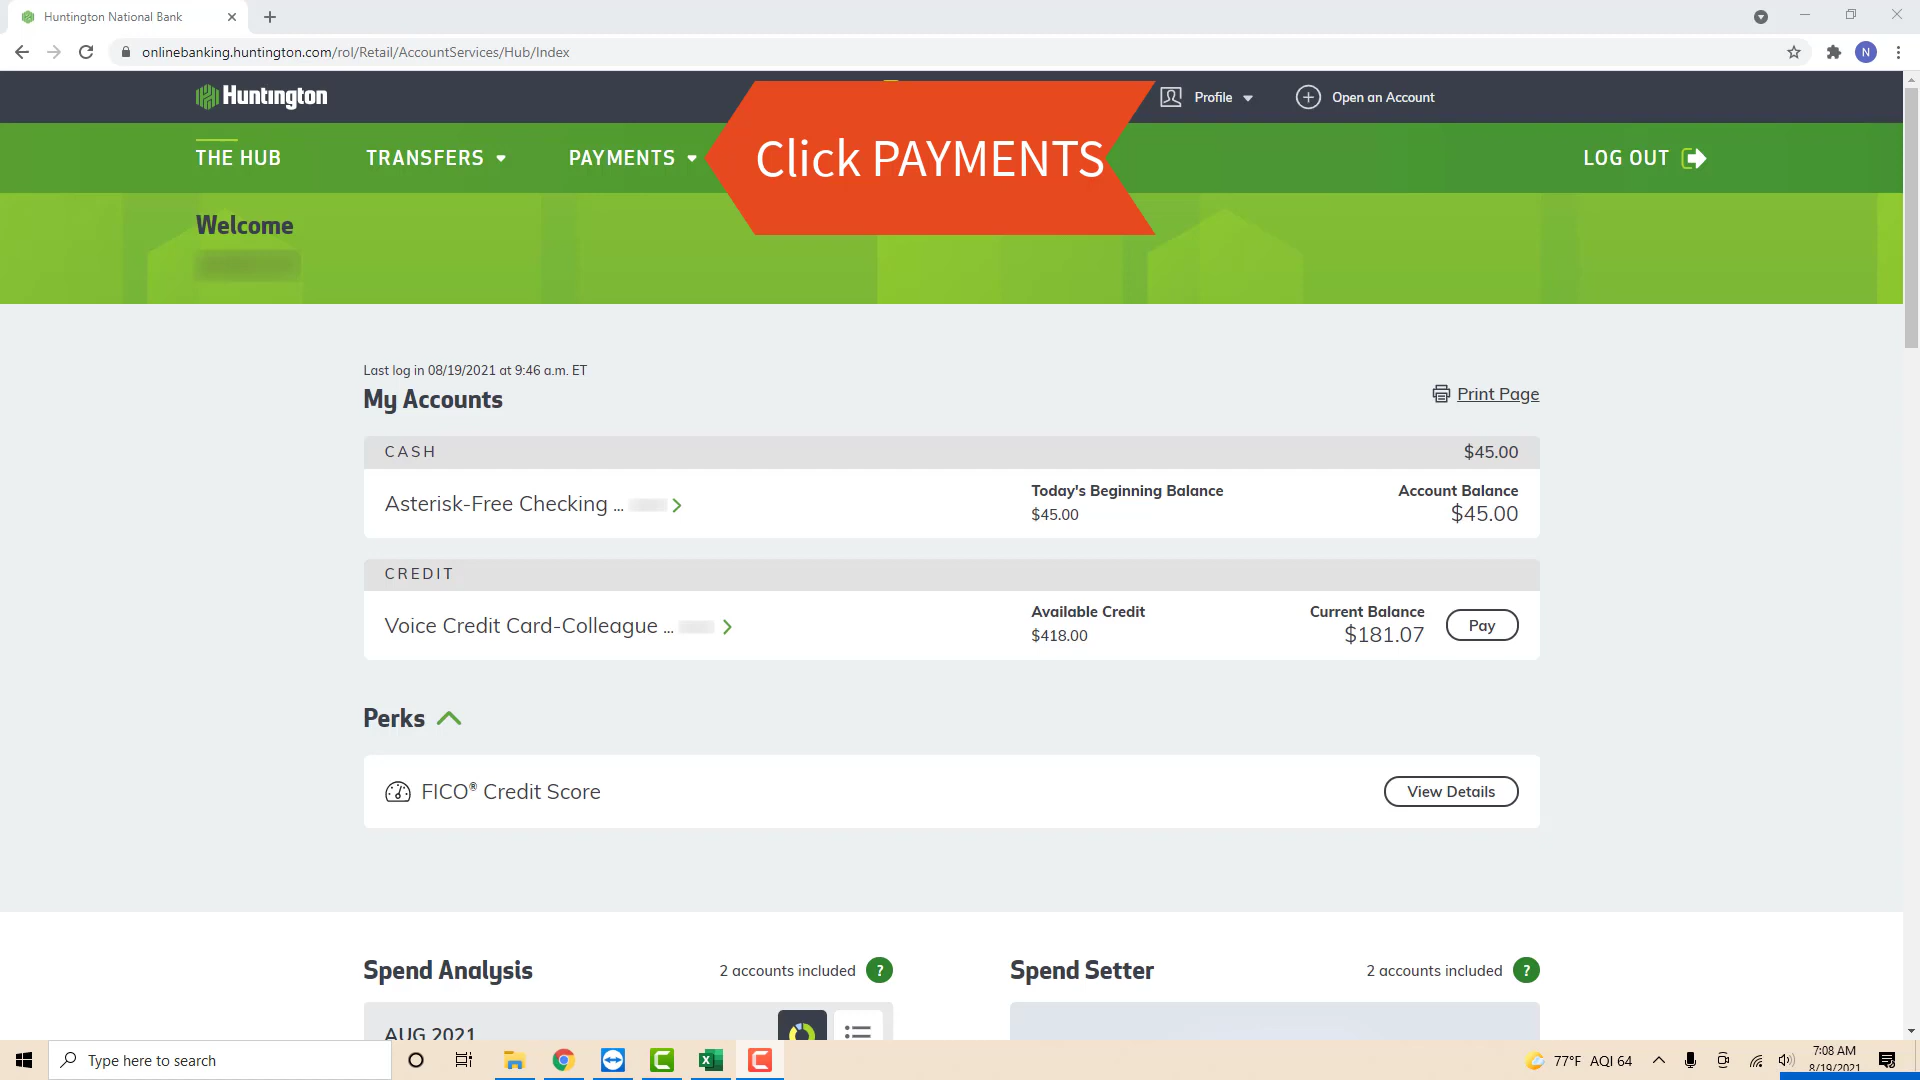 Huntington National Bank
onlinebanking.huntington.com/rol/Retail/AccountServices/Hub/Index
N
Huntington
Profile
Open an Account
THE HUB
TRANSFERS
PAYMENTS
Click PAYMENTS
LOG OUT
Welcome
Last log in 08/19/2021 at 9:46 a.m. ET
My Accounts
Print Page
CASH
$45.00
Asterisk-Free Checking ...
Today's Beginning Balance
$45.00
Account Balance
$45.00
CREDIT
Voice Credit Card-Colleague ...
Available Credit
$418.00
Current Balance
$181.07
Pay
Perks
FICO® Credit Score
View Details
Spend Analysis
2 accounts included ?
Spend Setter
2 accounts included ?
AUG 2021
Type here to search
77°F AQI 64
7:08 AM
8/19/2021